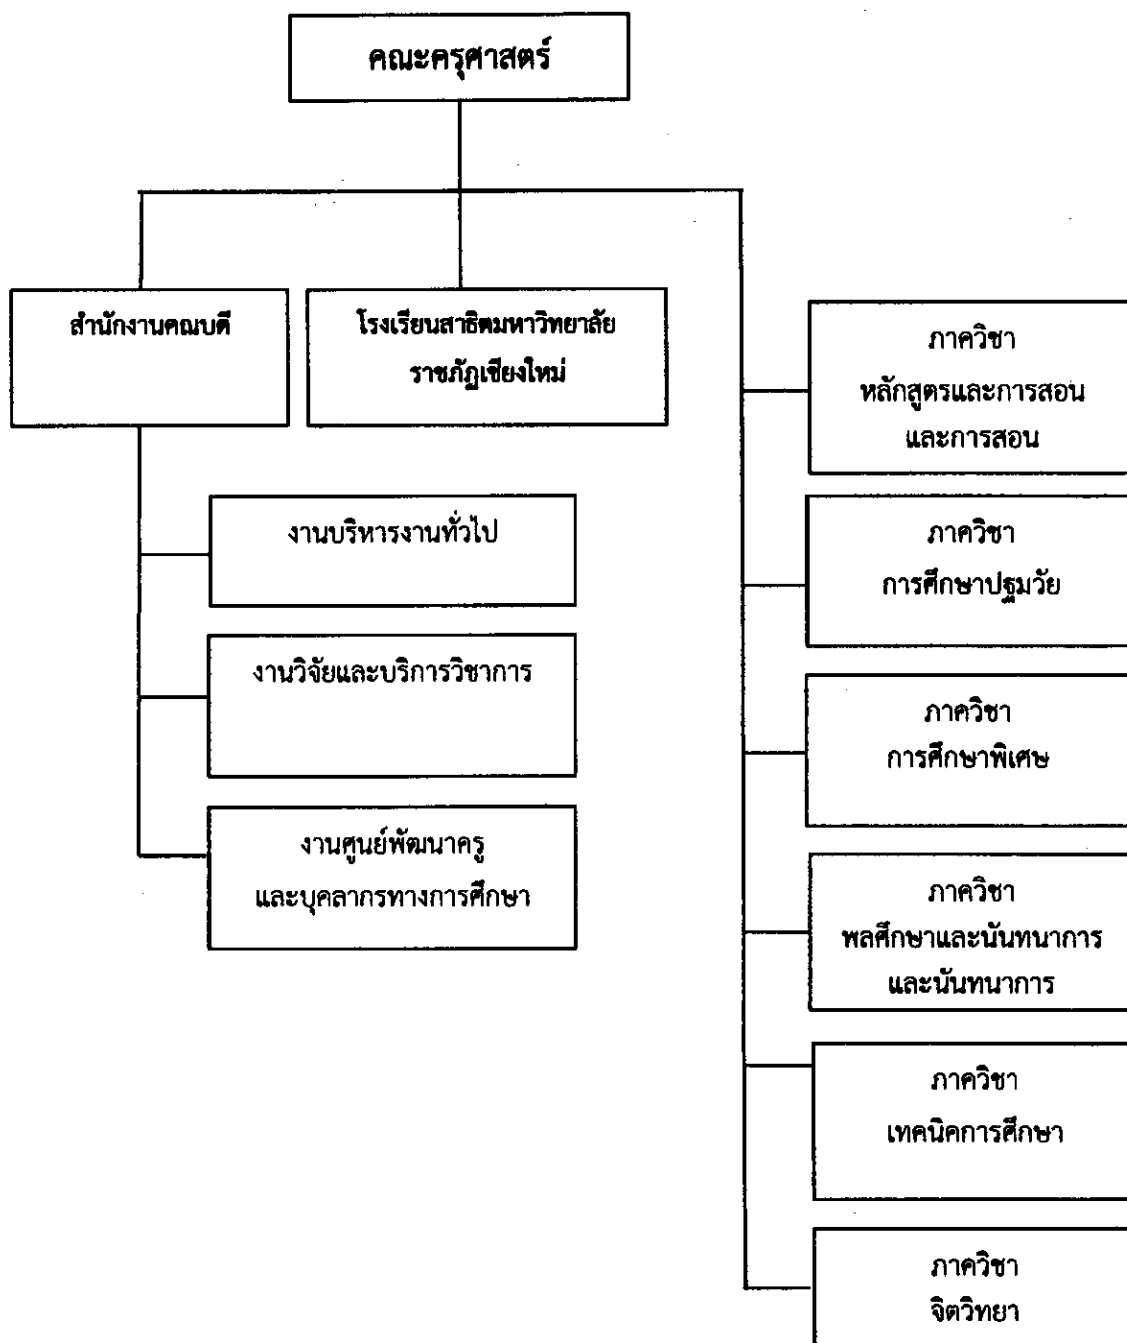 คณะครุศาสตร์
สำนักงานคณบดี
โรงเรียนสาธิตมหาวิทยาลัย
ราชภัฏเชียงใหม่
งานบริหารงานทั่วไป
งานวิจัยและบริการวิชาการ
งานศูนย์พัฒนาครู
และบุคลากรทางการศึกษา
ภาควิชา
หลักสูตรและการสอน
และการสอน
ภาควิชา
การศึกษาปฐมวัย
ภาควิชา
การศึกษาพิเศษ
ภาควิชา
พลศึกษาและนันทนาการ
และนันทนาการ
ภาควิชา
เทคนิคการศึกษา
ภาควิชา
จิตวิทยา